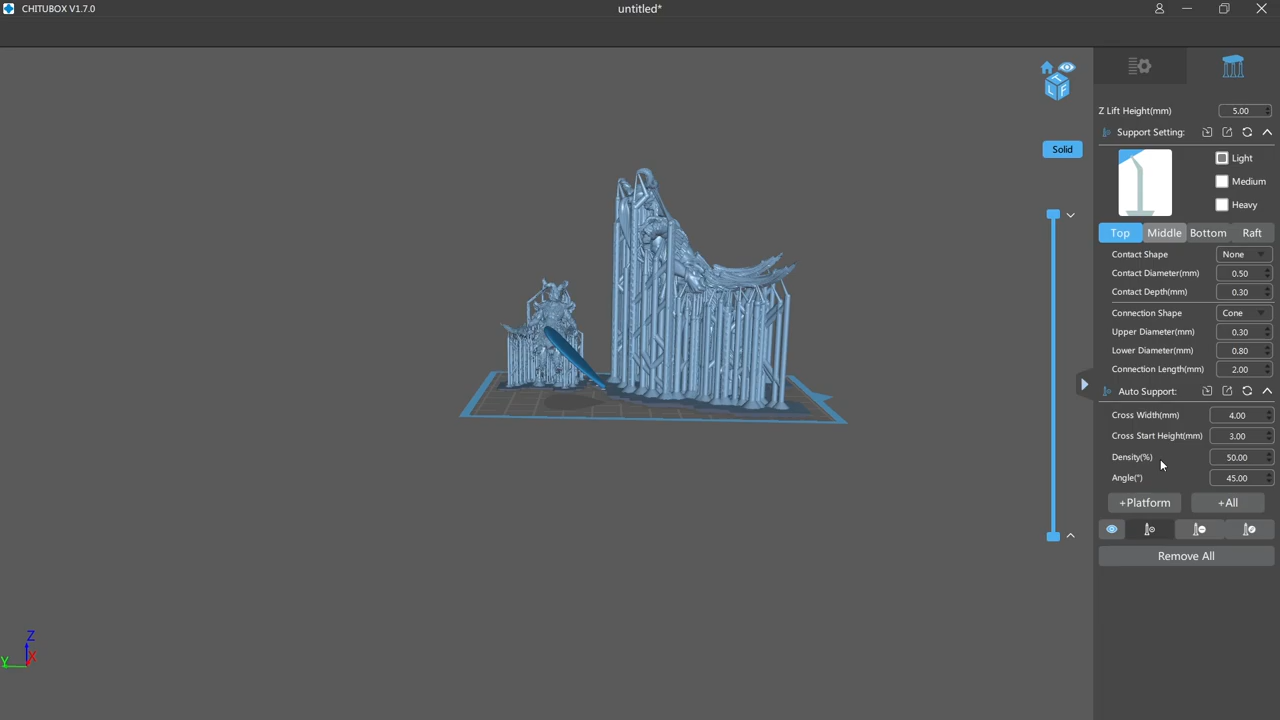 CHITUBOX V1.7.0
untitled*
Z Lift Height(mm) 5.00
Support Setting:
Light
Medium
Heavy
Top Middle Bottom Raft
Contact Shape None
Contact Diameter(mm) 0.50
Contact Depth(mm) 0.30
Connection Shape Cone
Upper Diameter(mm) 0.30
Lower Diameter(mm) 0.80
Connection Length(mm) 2.00
Auto Support:
Cross Width(mm) 4.00
Cross Start Height(mm) 3.00
Density(%) 50.00
Angle(°) 45.00
+Platform +All
Remove All
Solid
T
L F
Z
Y X